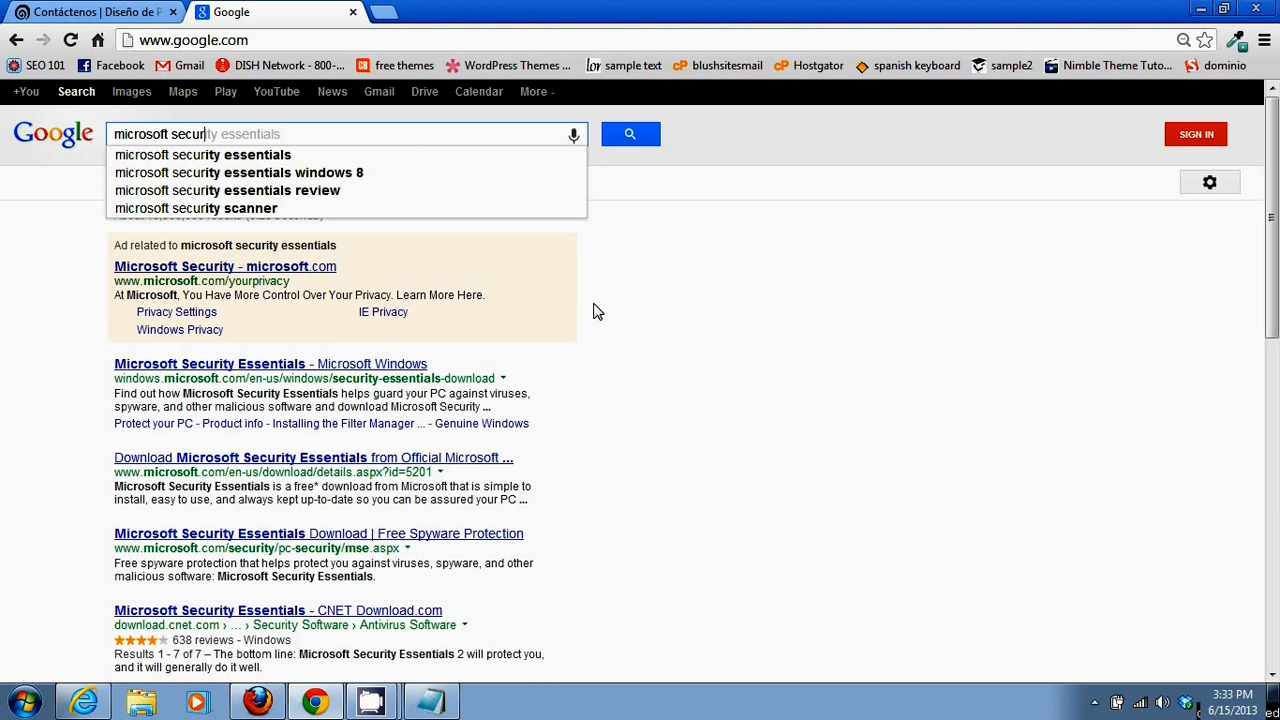 Contáctenos | Diseño de P
Google
www.google.com
SEO 101 Facebook Gmail DISH Network - 800-... free themes WordPress Themes ... sample text blushsitesmail Hostgator spanish keyboard sample2 Nimble Theme Tuto... dominio
+You Search Images Maps Play YouTube News Gmail Drive Calendar More
Google microsoft security essentials SIGN IN
microsoft security essentials
microsoft security essentials windows 8
microsoft security essentials review
microsoft security scanner
Ad related to microsoft security essentials
Microsoft Security - microsoft.com
www.microsoft.com/yourprivacy
At Microsoft, You Have More Control Over Your Privacy. Learn More Here.
Privacy Settings IE Privacy
Windows Privacy
Microsoft Security Essentials - Microsoft Windows
windows.microsoft.com/en-us/windows/security-essentials-download
Find out how Microsoft Security Essentials helps guard your PC against viruses,
spyware, and other malicious software and download Microsoft Security ...
Protect your PC - Product info - Installing the Filter Manager ... - Genuine Windows
Download Microsoft Security Essentials from Official Microsoft ...
www.microsoft.com/en-us/download/details.aspx?id=5201
Microsoft Security Essentials is a free* download from Microsoft that is simple to
install, easy to use, and always kept up-to-date so you can be assured your PC ...
Microsoft Security Essentials Download | Free Spyware Protection
www.microsoft.com/security/pc-security/mse.aspx
Free spyware protection that helps protect you against viruses, spyware, and other
malicious software: Microsoft Security Essentials.
Microsoft Security Essentials - CNET Download.com
download.cnet.com › ... › Security Software › Antivirus Software
638 reviews - Windows
Results 1 - 7 of 7 – The bottom line: Microsoft Security Essentials 2 will protect you,
and it will generally do it well.
3:33 PM
6/15/2013